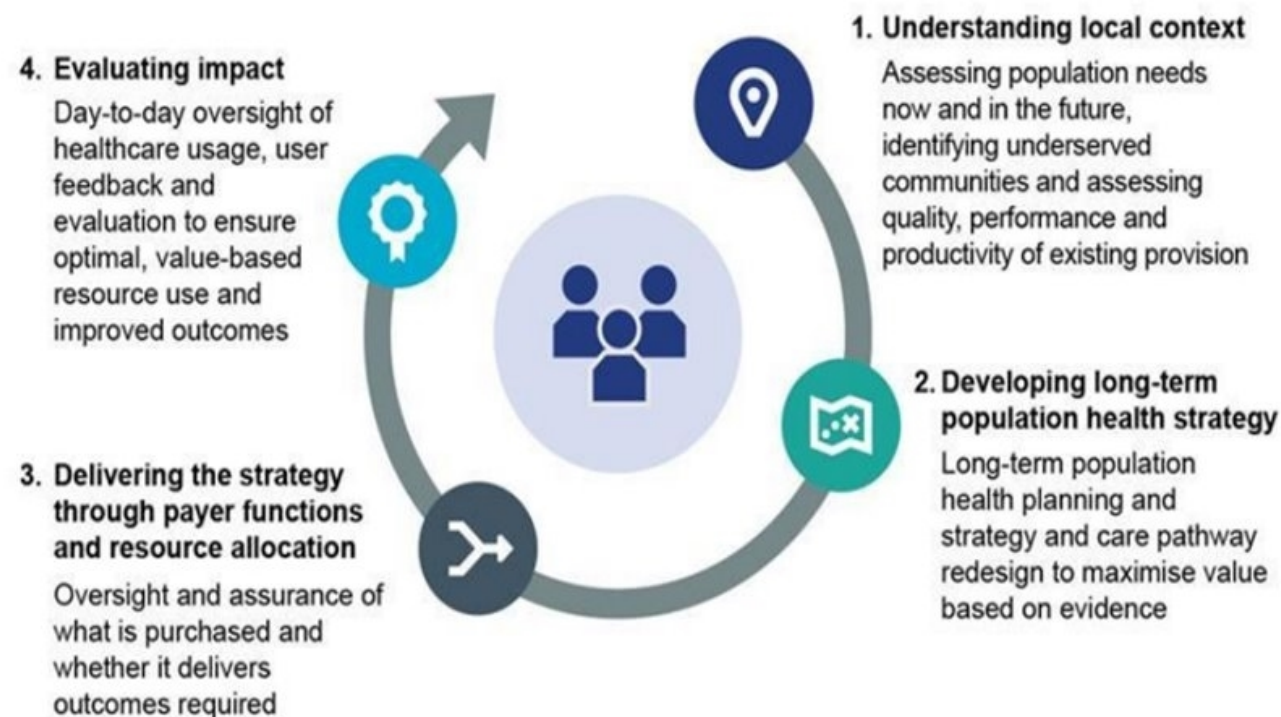 1. Understanding local context
Assessing population needs
now and in the future,
identifying underserved
communities and assessing
quality, performance and
productivity of existing provision
2. Developing long-term
population health strategy
Long-term population
health planning and
strategy and care pathway
redesign to maximise value
based on evidence
3. Delivering the strategy
through payer functions
and resource allocation
Oversight and assurance of
what is purchased and
whether it delivers
outcomes required
4. Evaluating impact
Day-to-day oversight of
healthcare usage, user
feedback and
evaluation to ensure
optimal, value-based
resource use and
improved outcomes